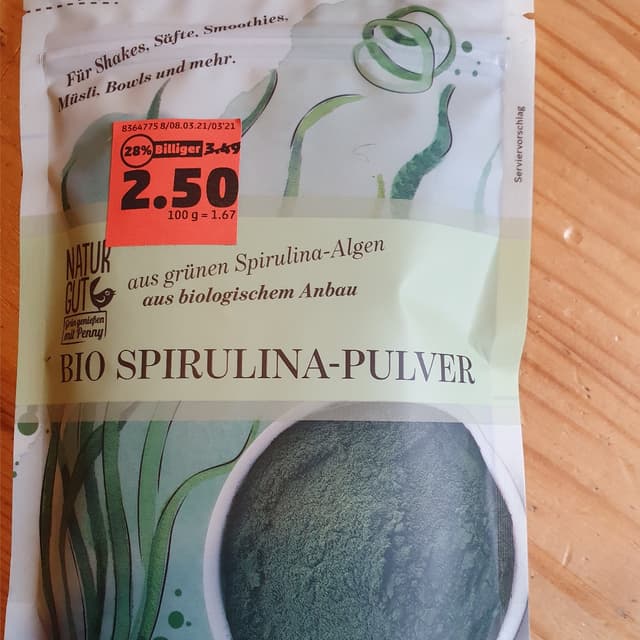 Für Shakes, Säfte, Smoothies,
Müsli, Bowls und mehr.
Serviervorschlag
8364775 8/08.03.21/03'21
28% Billiger 3.49
2.50
100 g = 1.67
NATUR
GUT
Grün genießen
mit Penny
aus grünen Spirulina-Algen
aus biologischem Anbau
BIO SPIRULINA-PULVER